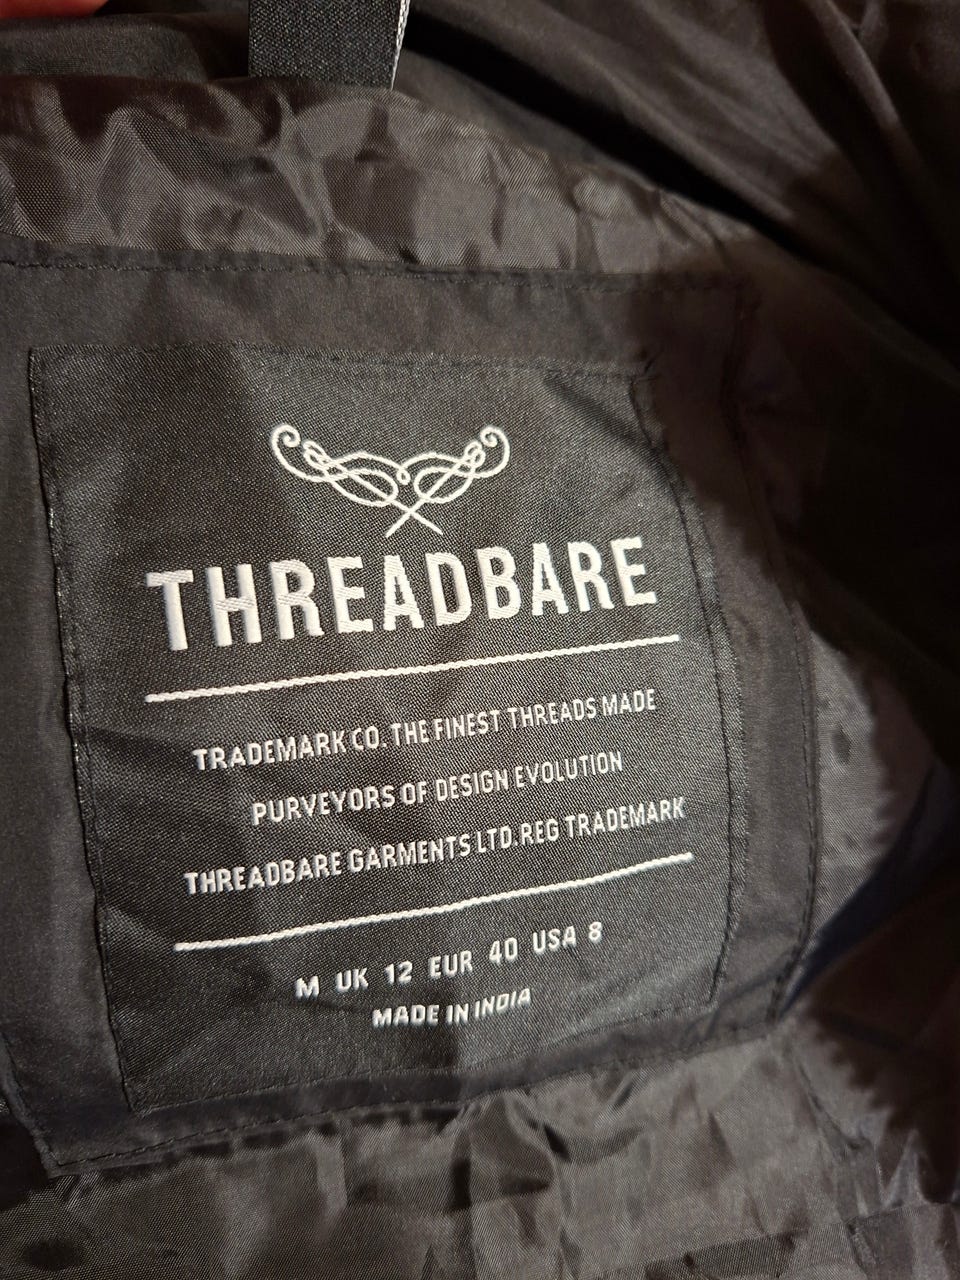 THREADBARE
TRADEMARK CO. THE FINEST THREADS MADE
PURVEYORS OF DESIGN EVOLUTION
THREADBARE GARMENTS LTD.REG TRADEMARK
M UK 12 EUR 40 USA 8
MADE IN INDIA